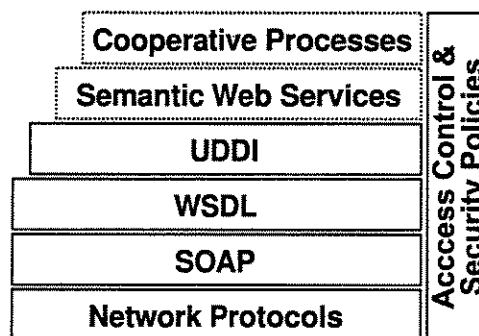 Cooperative Processes
Semantic Web Services
UDDI
WSDL
SOAP
Network Protocols
Acccess Control &
Security Policies